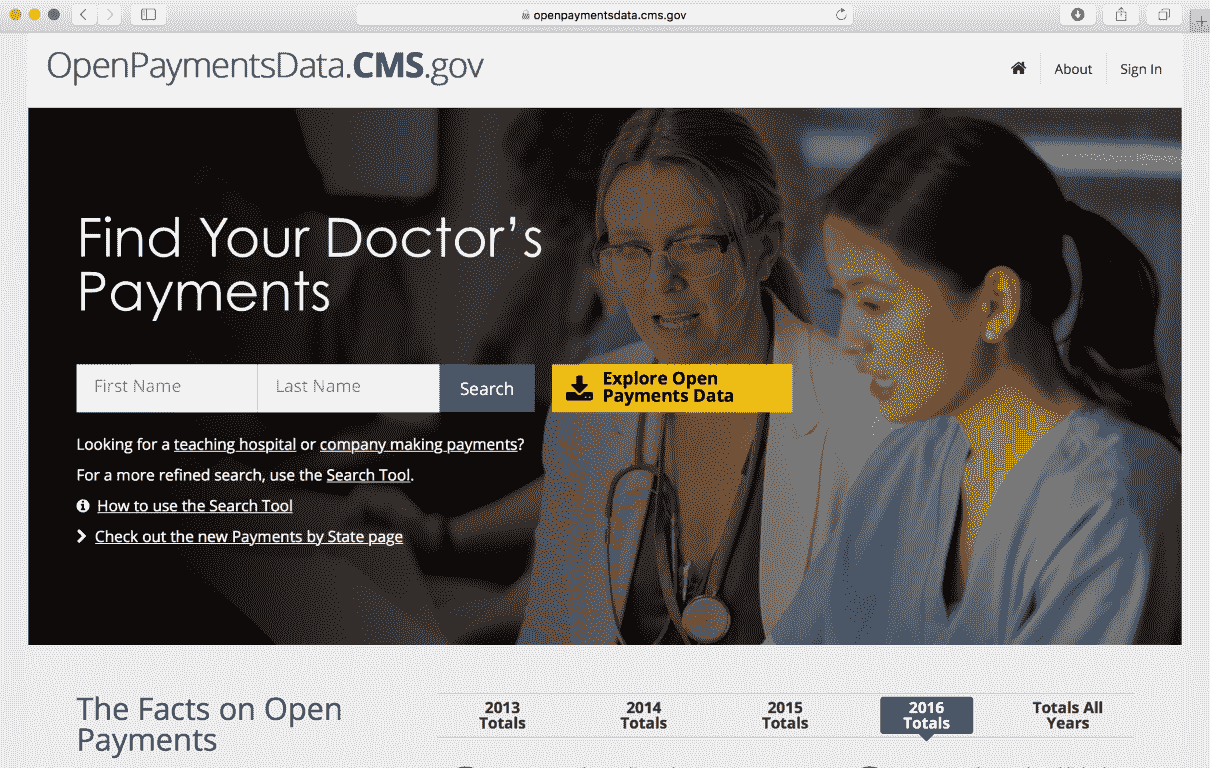 openpaymentsdata.cms.gov
OpenPaymentsData.CMS.gov
About
Sign In
Find Your Doctor's
Payments
First Name
Last Name
Search
Explore Open
Payments Data
Looking for a teaching hospital or company making payments?
For a more refined search, use the Search Tool.
How to use the Search Tool
Check out the new Payments by State page
The Facts on Open
Payments
2013
Totals
2014
Totals
2015
Totals
2016
Totals
Totals All
Years